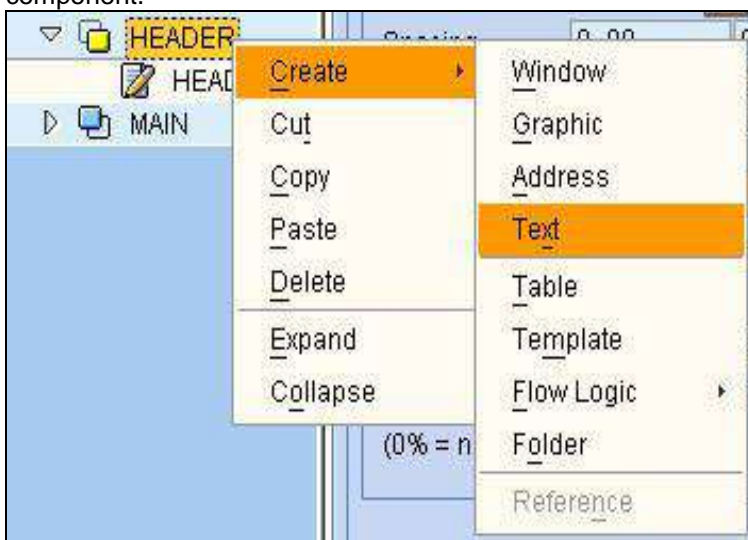 component.
HEADER
HEAD
MAIN
Create
Cut
Copy
Paste
Delete
Expand
Collapse
Window
Graphic
Address
Text
Table
Template
Flow Logic
Folder
Reference
(0% = n